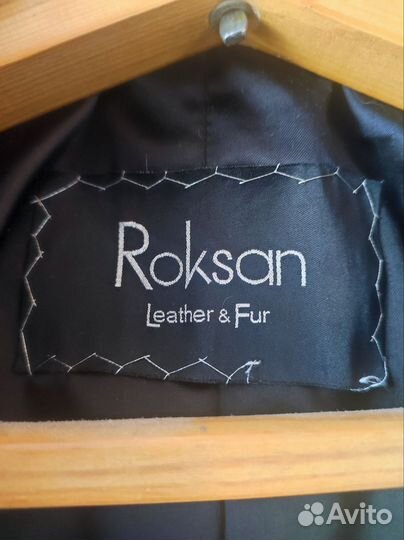 Roksan
Leather & Fur
Avito